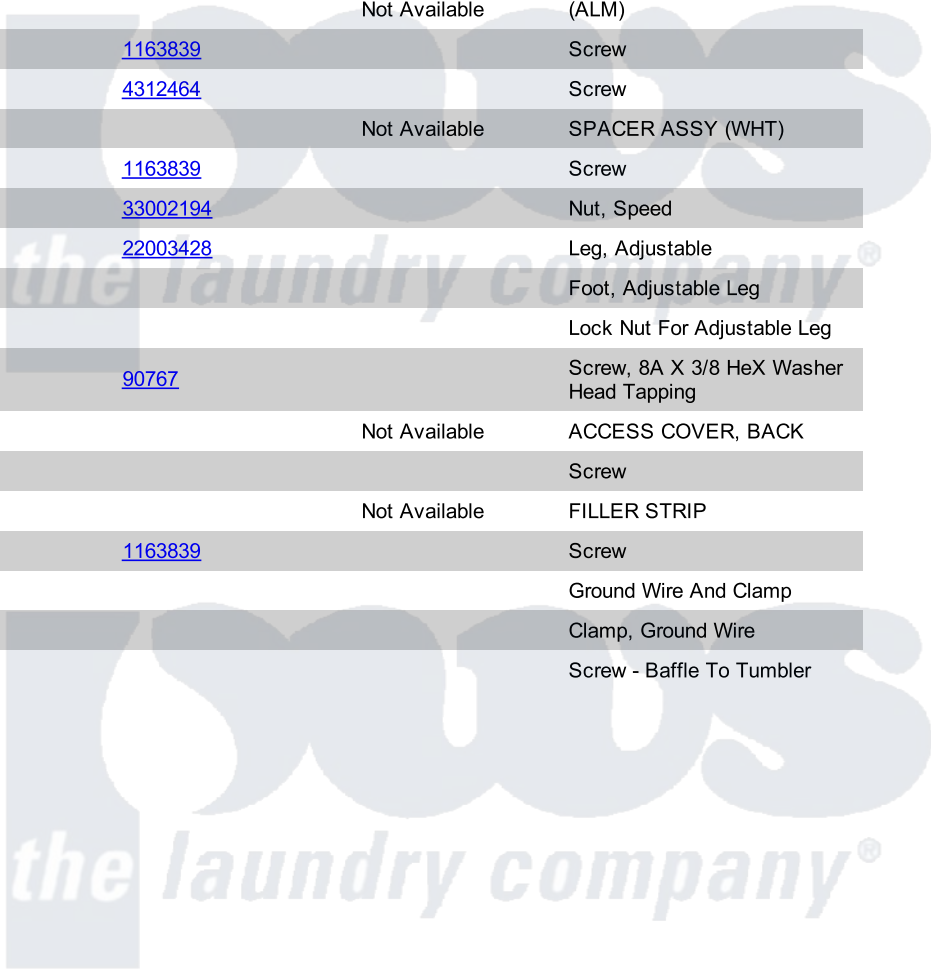 Not Available (ALM)
1163839 Screw
4312464 Screw
Not Available SPACER ASSY (WHT)
1163839 Screw
33002194 Nut, Speed
22003428 Leg, Adjustable
Foot, Adjustable Leg
Lock Nut For Adjustable Leg
90767 Screw, 8A X 3/8 HeX Washer
Head Tapping
Not Available ACCESS COVER, BACK
Screw
Not Available FILLER STRIP
1163839 Screw
Ground Wire And Clamp
Clamp, Ground Wire
Screw - Baffle To Tumbler
pws
the laundry company®
pws
the laundry company®